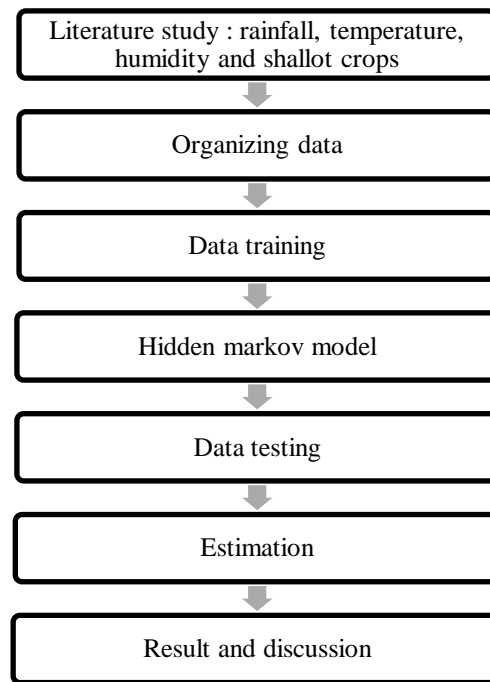 Literature study : rainfall, temperature,
humidity and shallot crops
Organizing data
Data training
Hidden markov model
Data testing
Estimation
Result and discussion